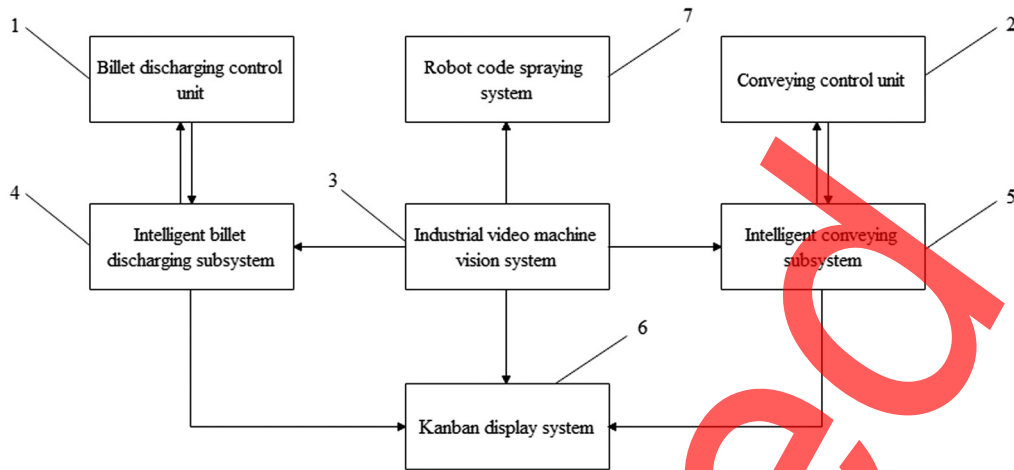 1
7
2
Billet discharging control
unit
Robot code spraying
system
Conveying control unit
4
3
5
Intelligent billet
discharging subsystem
Industrial video machine
vision system
Intelligent conveying
subsystem
6
Kanban display system